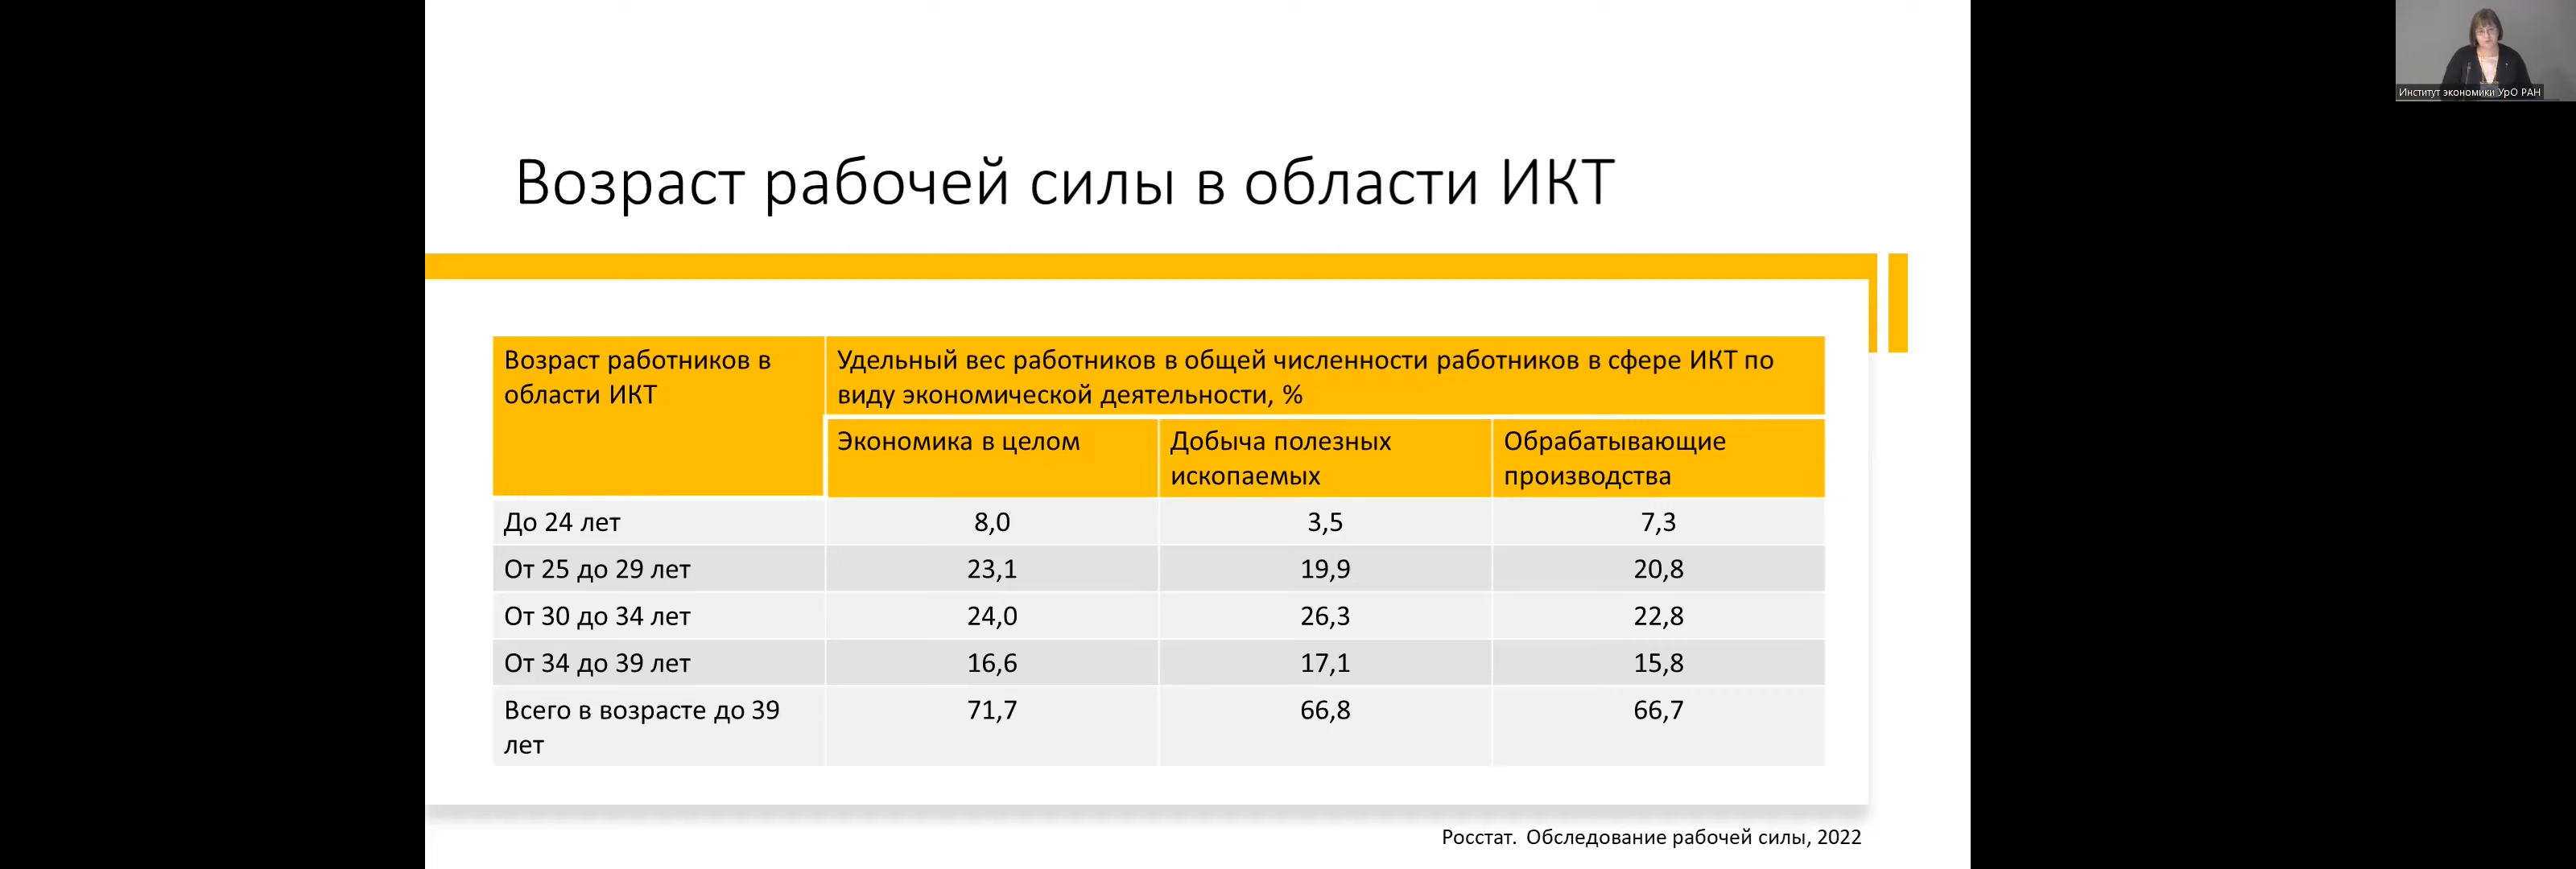 Институт экономики УрО РАН
Возраст рабочей силы в области ИКТ
Возраст работников в
области ИКТ
Удельный вес работников в общей численности работников в сфере ИКТ по
виду экономической деятельности, %
Экономика в целом
Добыча полезных
ископаемых
Обрабатывающие
производства
До 24 лет 8,0 3,5 7,3
От 25 до 29 лет 23,1 19,9 20,8
От 30 до 34 лет 24,0 26,3 22,8
От 34 до 39 лет 16,6 17,1 15,8
Всего в возрасте до 39 71,7 66,8 66,7
лет
Росстат. Обследование рабочей силы, 2022